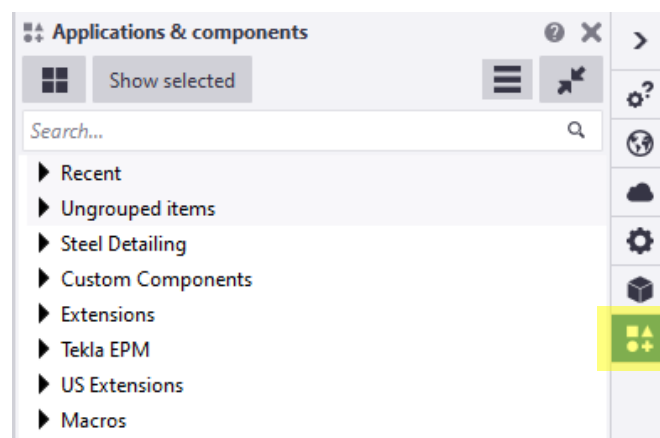 Applications & components
Show selected
Search...
Recent
Ungrouped items
Steel Detailing
Custom Components
Extensions
Tekla EPM
US Extensions
Macros